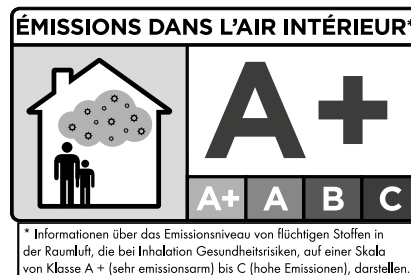 ÉMISSIONS DANS L'AIR INTÉRIEUR*
A+
A+ A B C
* Informationen über das Emissionsniveau von flüchtigen Stoffen in
der Raumluft, die bei Inhalation Gesundheitsrisiken, auf einer Skala
von Klasse A + (sehr emissionsarm) bis C (hohe Emissionen), darstellen.